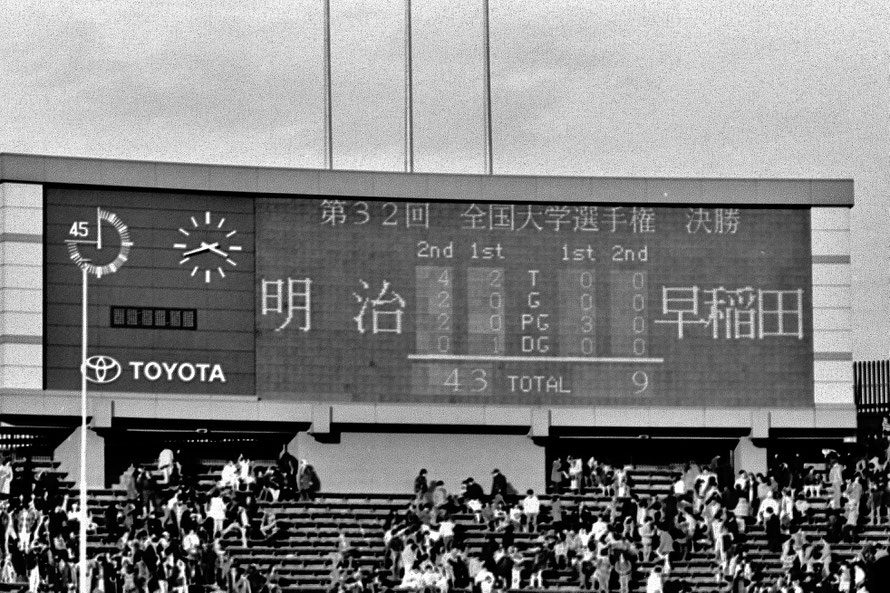 第32回 全国大学選手権 決勝
45
2nd 1st 1st 2nd
4 2 T 0 0
2 0 G 0 0
明治 2 0 PG 3 0 早稲田
0 1 DG 0 0
43 TOTAL 9
TOYOTA